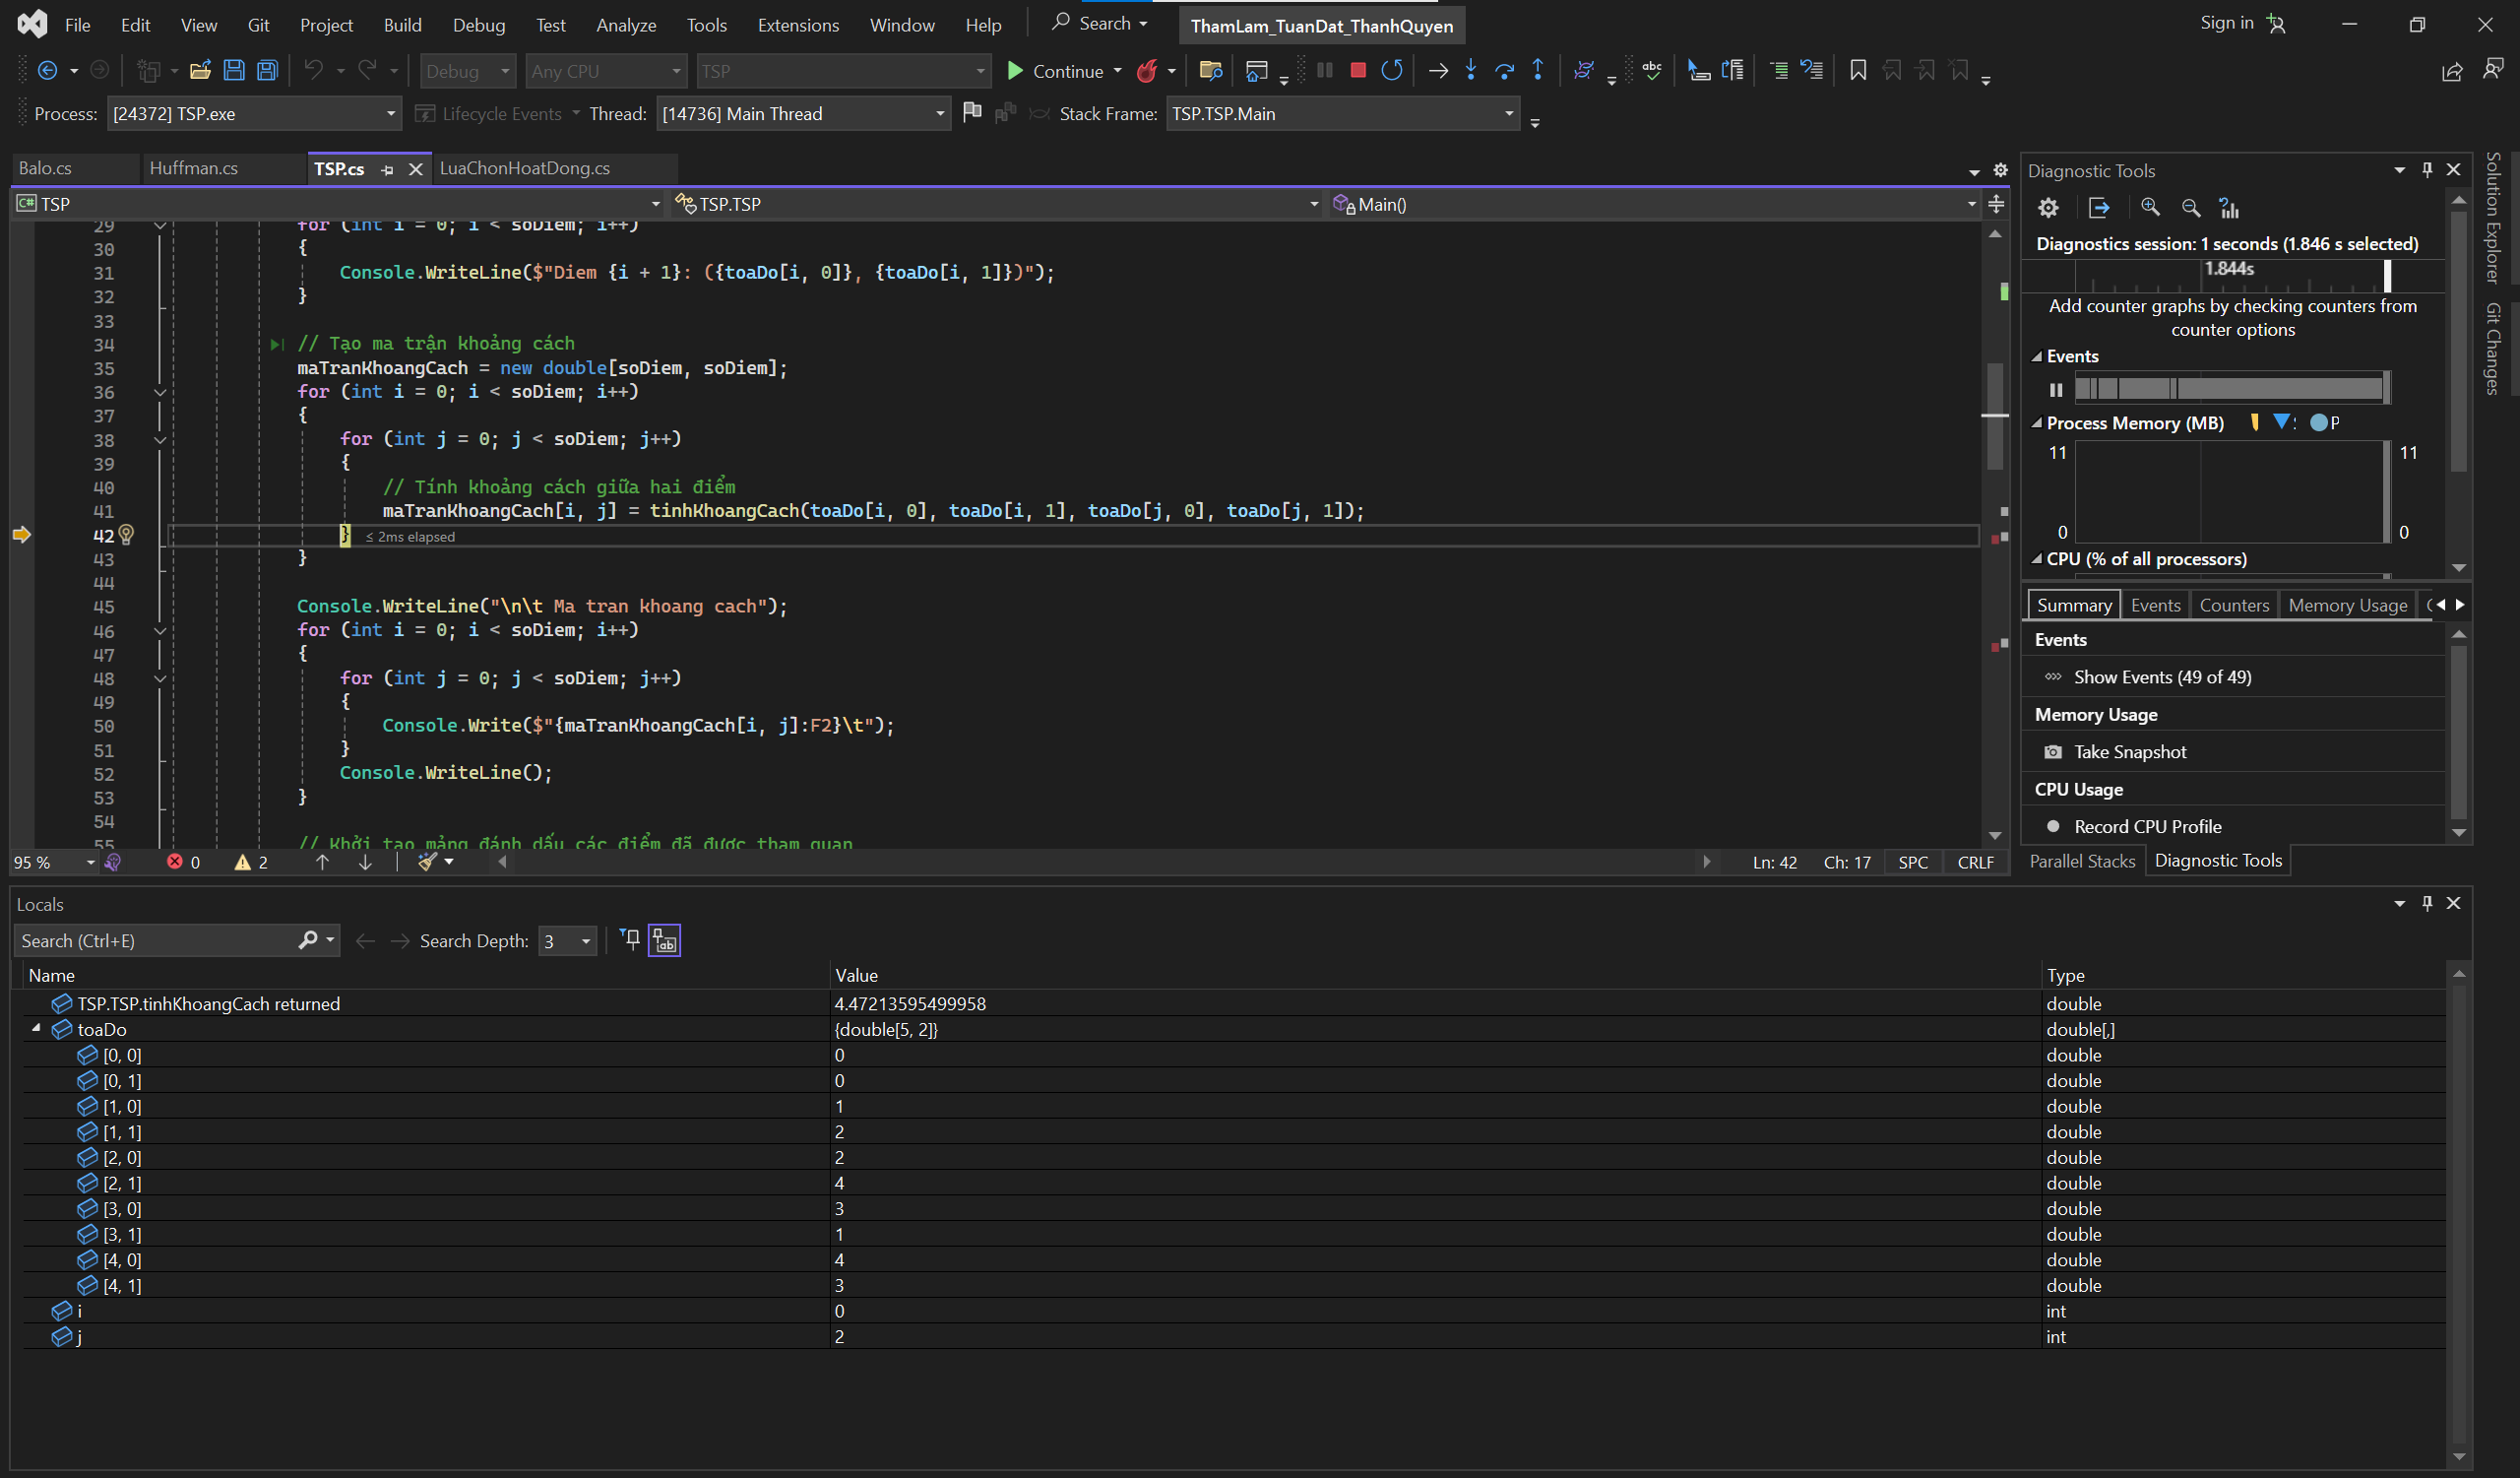 File Edit View Git Project Build Debug Test Analyze Tools Extensions Window Help Search ThamLam_TuanDat_ThanhQuyen Sign in
Debug Any CPU TSP Continue
Process: [24372] TSP.exe Lifecycle Events Thread: [14736] Main Thread Stack Frame: TSP.TSP.Main
Balo.cs Huffman.cs TSP.cs LuaChonHoatDong.cs
C# TSP TSP.TSP Main()
29 for (int i = 0; i < soDiem; i++)
30 {
31 Console.WriteLine($"Diem {i + 1}: ({toaDo[i, 0]}, {toaDo[i, 1]})");
32 }
33
34 // Tạo ma trận khoảng cách
35 maTranKhoangCach = new double[soDiem, soDiem];
36 for (int i = 0; i < soDiem; i++)
37 {
38 for (int j = 0; j < soDiem; j++)
39 {
40 // Tính khoảng cách giữa hai điểm
41 maTranKhoangCach[i, j] = tinhKhoangCach(toaDo[i, 0], toaDo[i, 1], toaDo[j, 0], toaDo[j, 1]);
42 } ≤ 2ms elapsed
43 }
44
45 Console.WriteLine("\n\t Ma tran khoang cach");
46 for (int i = 0; i < soDiem; i++)
47 {
48 for (int j = 0; j < soDiem; j++)
49 {
50 Console.Write($"{maTranKhoangCach[i, j]:F2}\t");
51 }
52 Console.WriteLine();
53 }
54
55 // Khởi tạo mảng đánh dấu các điểm đã được tham quan
95 % 0 2 Ln: 42 Ch: 17 SPC CRLF
Diagnostic Tools
Diagnostics session: 1 seconds (1.846 s selected)
1.844s
Add counter graphs by checking counters from
counter options
Events
Process Memory (MB) P
11 11
0 0
CPU (% of all processors)
Summary Events Counters Memory Usage
Events
Show Events (49 of 49)
Memory Usage
Take Snapshot
CPU Usage
Record CPU Profile
Parallel Stacks Diagnostic Tools
Solution Explorer
Git Changes
Locals
Search (Ctrl+E) Search Depth: 3
Name Value Type
TSP.TSP.tinhKhoangCach returned 4.47213595499958 double
toaDo {double[5, 2]} double[,]
[0, 0] 0 double
[0, 1] 0 double
[1, 0] 1 double
[1, 1] 2 double
[2, 0] 2 double
[2, 1] 4 double
[3, 0] 3 double
[3, 1] 1 double
[4, 0] 4 double
[4, 1] 3 double
i 0 int
j 2 int